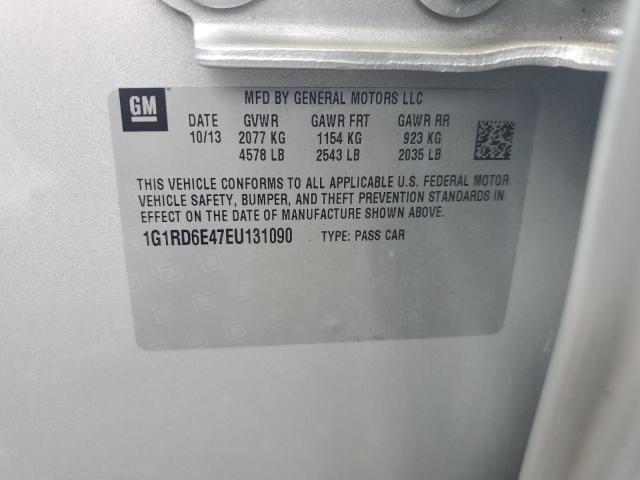 GM
MFD BY GENERAL MOTORS LLC
DATE GVWR GAWR FRT GAWR RR
10/13 2077 KG 1154 KG 923 KG
4578 LB 2543 LB 2035 LB
THIS VEHICLE CONFORMS TO ALL APPLICABLE U.S. FEDERAL MOTOR
VEHICLE SAFETY, BUMPER, AND THEFT PREVENTION STANDARDS IN
EFFECT ON THE DATE OF MANUFACTURE SHOWN ABOVE.
1G1RD6E47EU131090 TYPE: PASS CAR